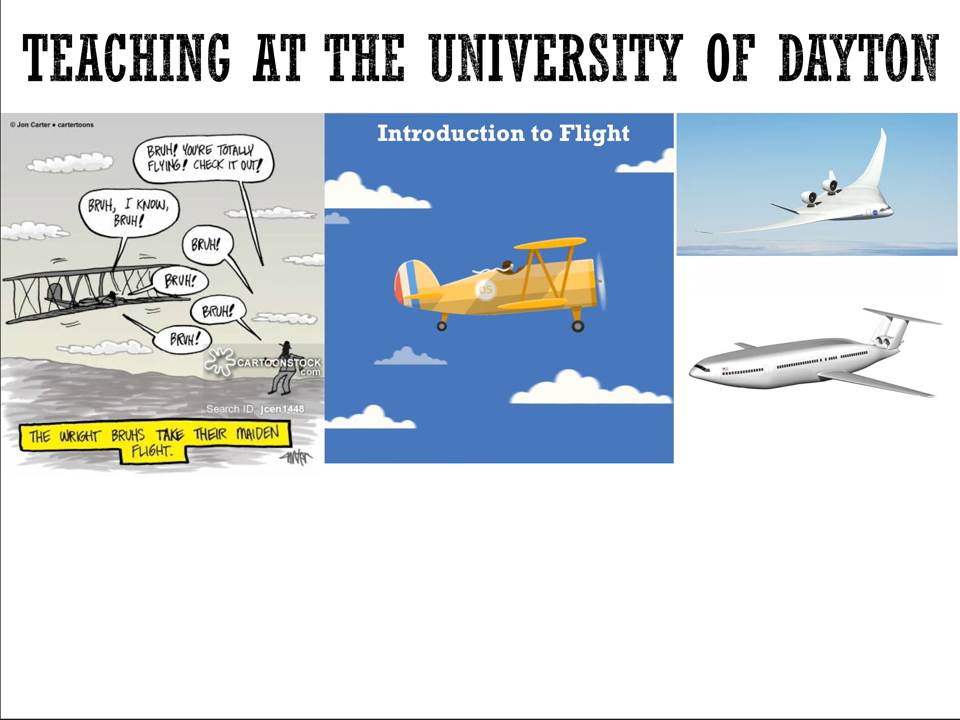 TEACHING AT THE UNIVERSITY OF DAYTON
© Jon Carter ● cartertoons
BRUH! YOU'RE TOTALLY
FLYING! CHECK IT OUT!
BRUH, I KNOW,
BRUH!
BRUH!
BRUH!
BRUH!
BRUH!
CARTOONSTOCK
.com
Search ID: jcen1448
THE WRIGHT BRUHS TAKE THEIR MAIDEN
FLIGHT.
Introduction to Flight
05